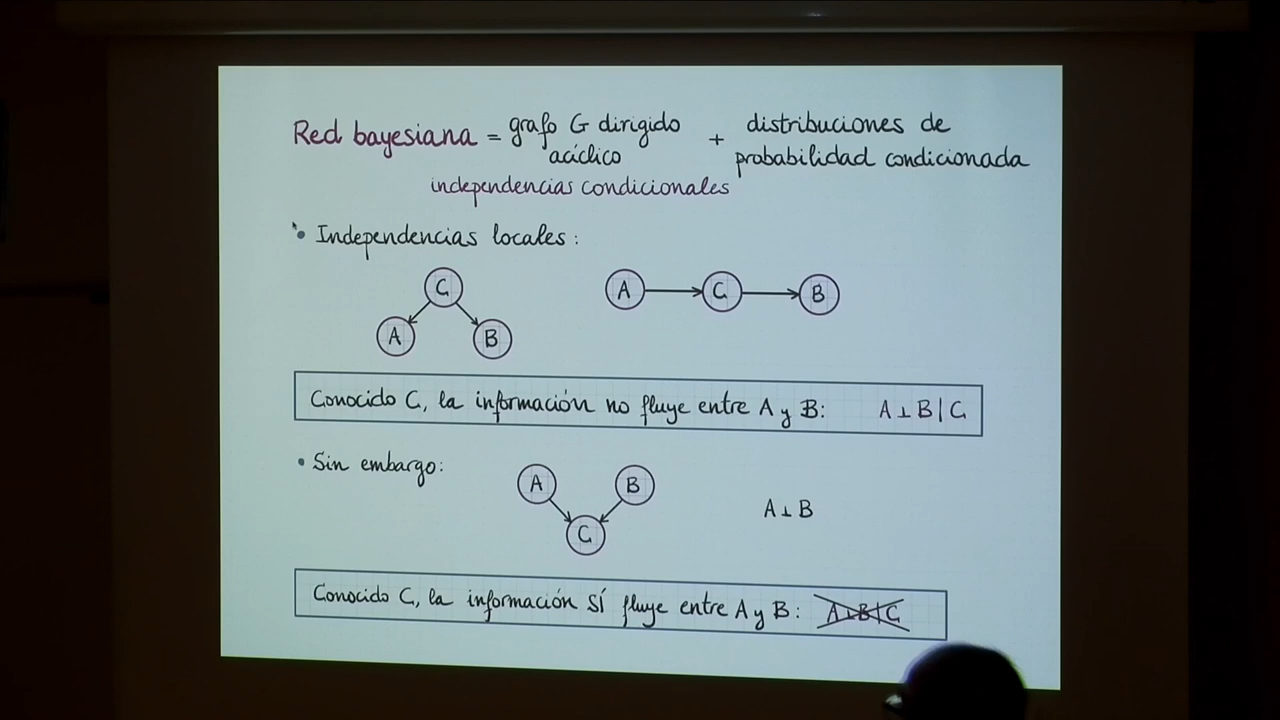 Red bayesiana = grafo G dirigido acíclico + distribuciones de probabilidad condicionada
independencias condicionales
• Independencias locales:
C
A B
A C B
Conocido C, la información no fluye entre A y B: A ⊥ B | C
• Sin embargo:
A B
C
A ⊥ B
Conocido C, la información SÍ fluye entre A y B: A ⊥ B | C